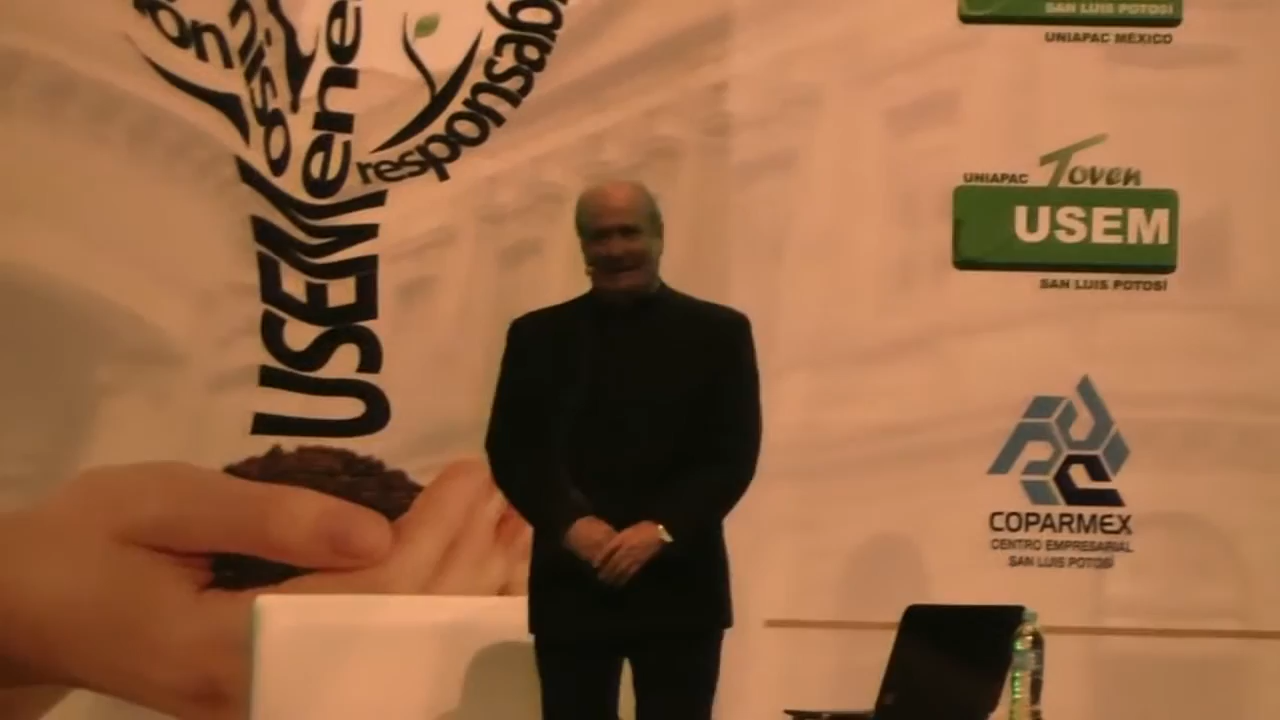 responsab
ene
USEM
SAN LUIS POTOSÍ
UNIAPAC MÉXICO
UNIAPAC Joven
USEM
SAN LUIS POTOSÍ
COPARMEX
CENTRO EMPRESARIAL
SAN LUIS POTOSÍ